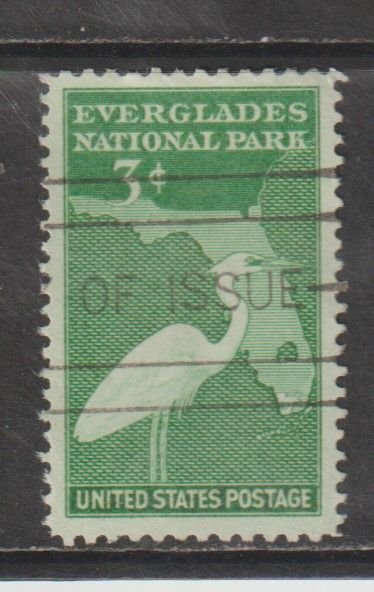 EVERGLADES
NATIONAL PARK
3¢
OF ISSUE
UNITED STATES POSTAGE